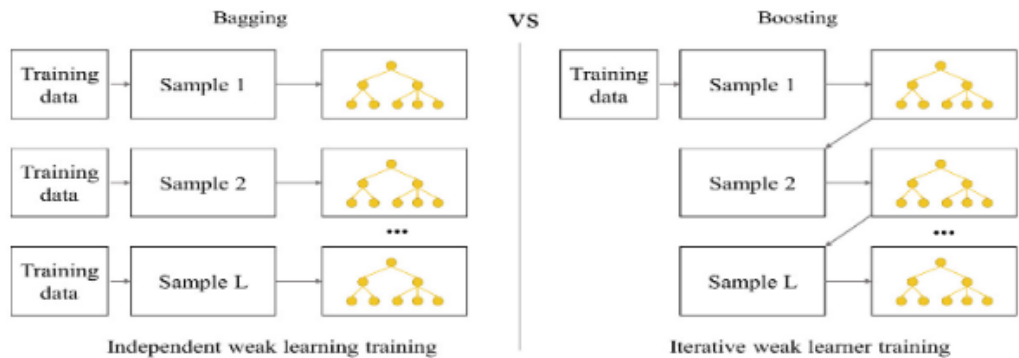 Bagging
VS
Boosting
Training
data
Sample 1
Training
data
Sample 1
Training
data
Sample 2
Sample 2
...
...
Training
data
Sample L
Sample L
Independent weak learning training
Iterative weak learner training